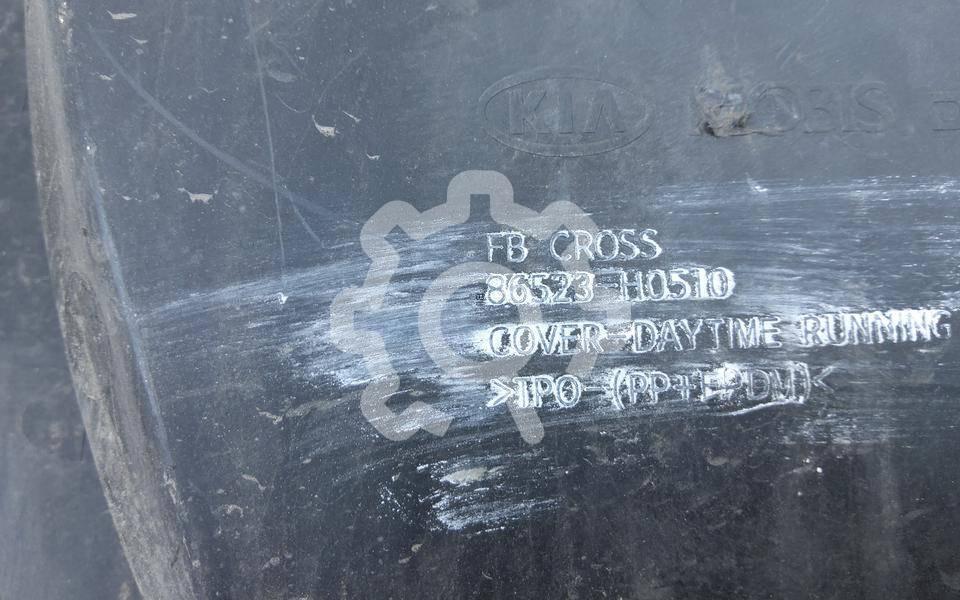 KIA MOBIS
FB CROSS
86523-H0510
COVER-DAYTIME RUNNING
>TPO-(PP+EPDM)<